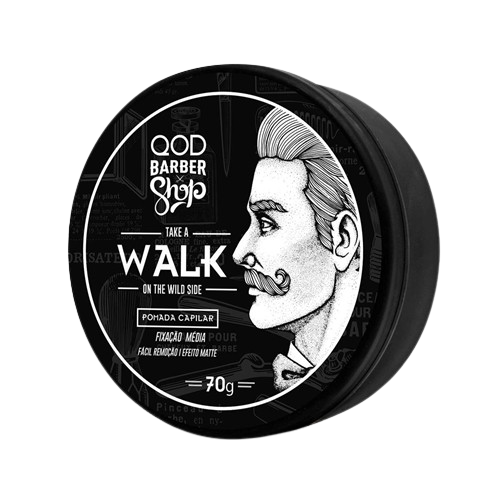 QOD
BARBER
Shop
TAKE A
WALK
ON THE WILD SIDE
POMADA CAPILAR
FIXAÇÃO MÉDIA
FÁCIL REMOÇÃO | EFEITO MATTE
70g